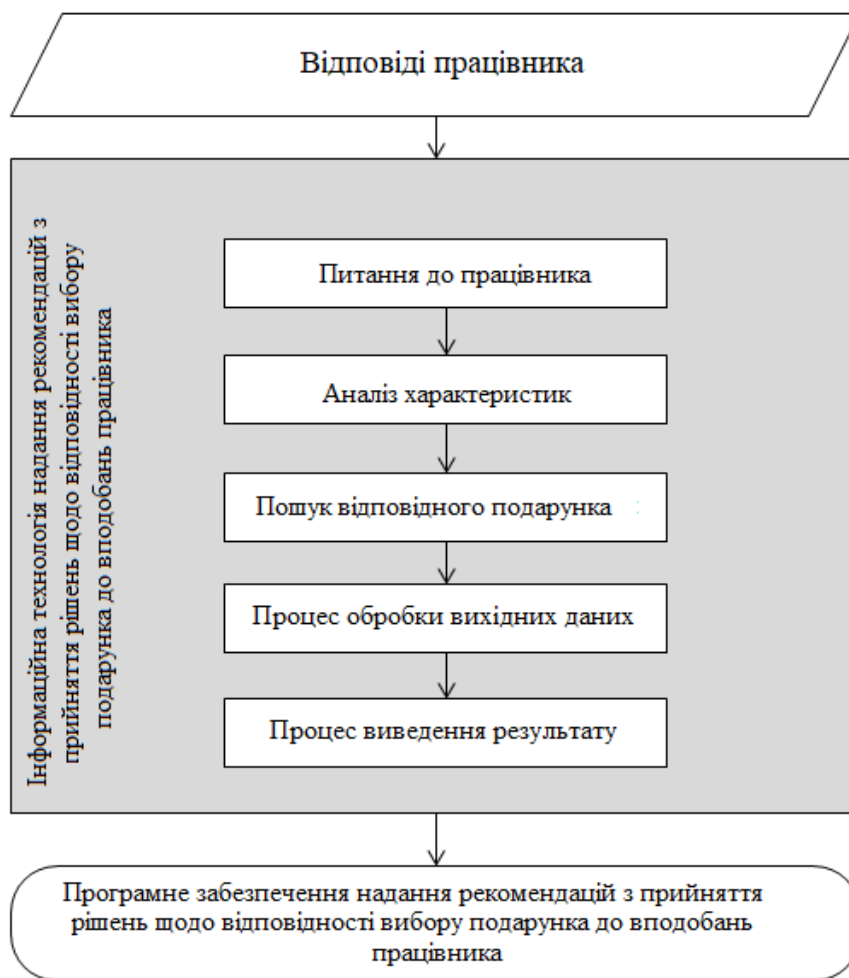 Відповіді працівника
Інформаційна технологія надання рекомендацій з
прийняття рішень щодо відповідності вибору
подарунка до вподобань працівника
Питання до працівника
Аналіз характеристик
Пошук відповідного подарунка
Процес обробки вихідних даних
Процес виведення результату
Програмне забезпечення надання рекомендацій з прийняття
рішень щодо відповідності вибору подарунка до вподобань
працівника